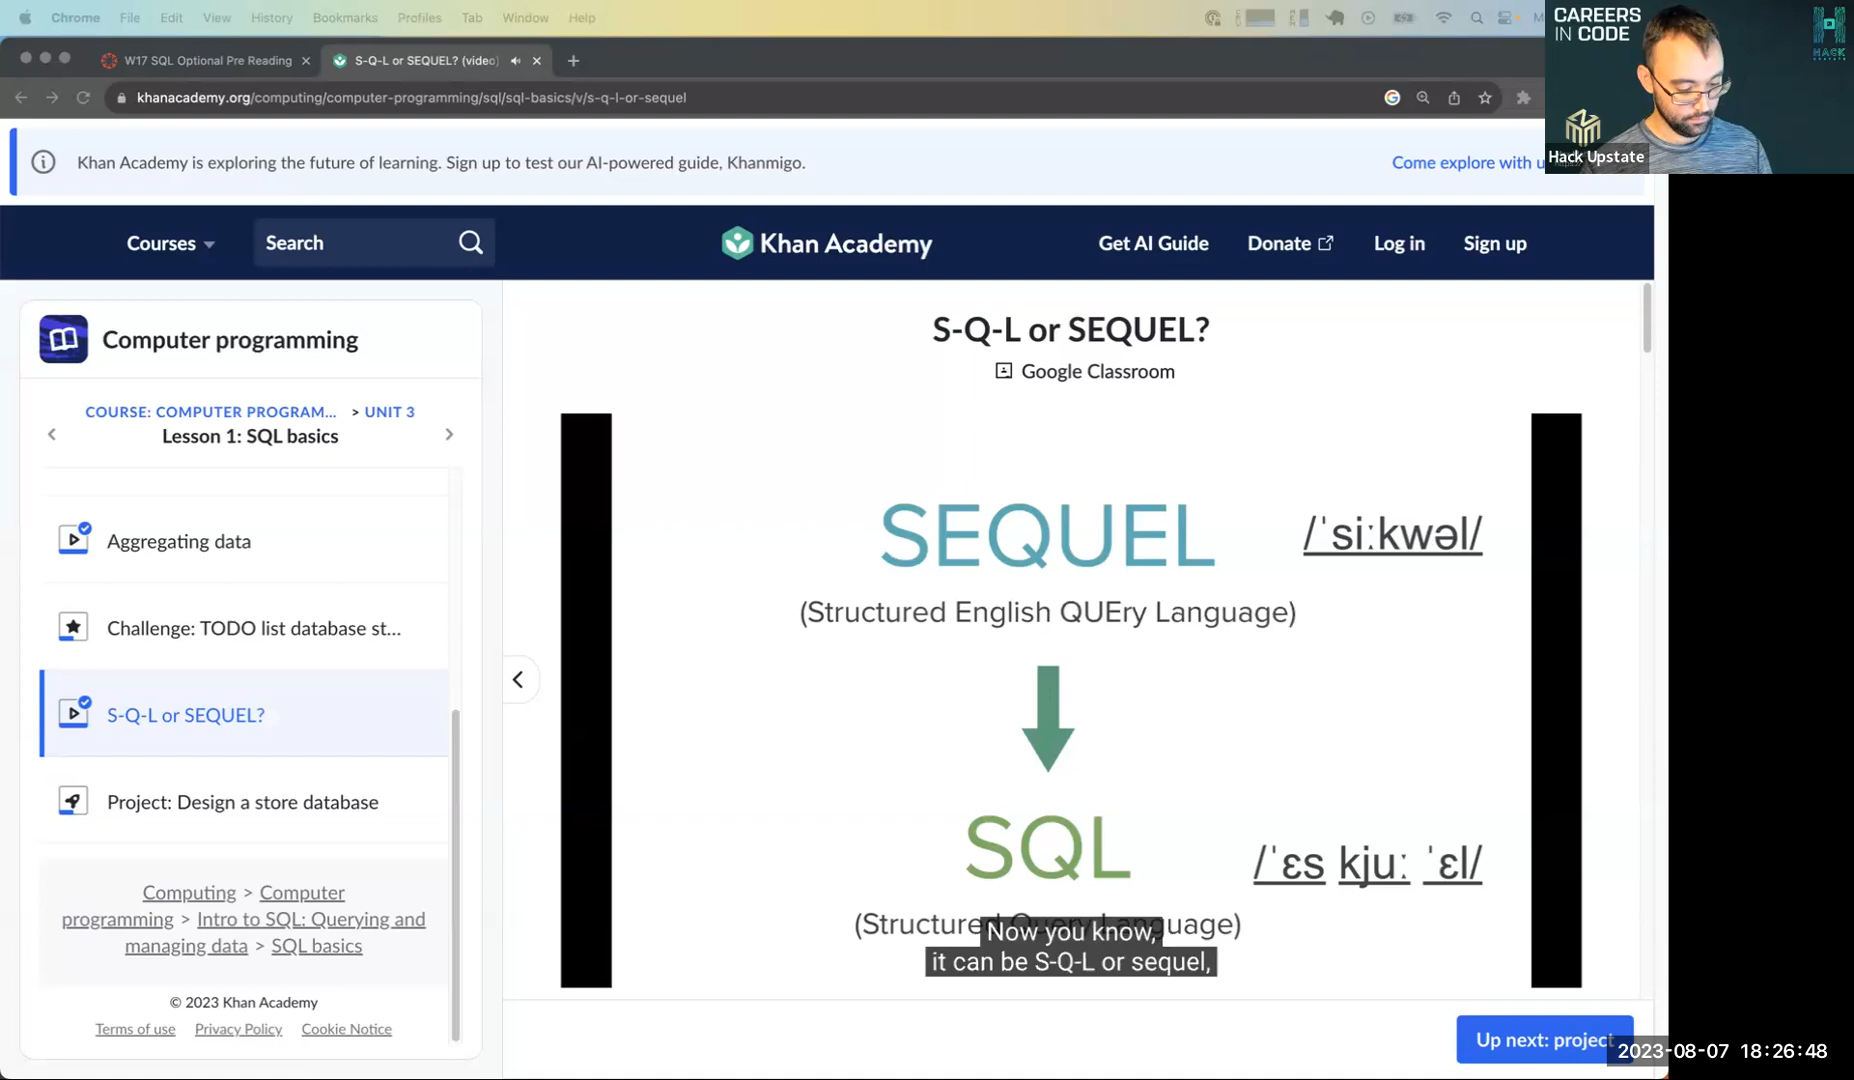 Chrome File Edit View History Bookmarks Profiles Tab Window Help
CAREERS
IN CODE
HACK
W17 SQL Optional Pre Reading
S-Q-L or SEQUEL? (video)
khanacademy.org/computing/computer-programming/sql/sql-basics/v/s-q-l-or-sequel
Hack Upstate
Khan Academy is exploring the future of learning. Sign up to test our AI-powered guide, Khanmigo.
Come explore with u
Courses
Search
Khan Academy
Get AI Guide
Donate
Log in
Sign up
Computer programming
COURSE: COMPUTER PROGRAM... > UNIT 3
Lesson 1: SQL basics
Aggregating data
Challenge: TODO list database st...
S-Q-L or SEQUEL?
Project: Design a store database
Computing > Computer
programming > Intro to SQL: Querying and
managing data > SQL basics
© 2023 Khan Academy
Terms of use Privacy Policy Cookie Notice
S-Q-L or SEQUEL?
Google Classroom
SEQUEL /ˈsiːkwəl/
(Structured English QUEry Language)
SQL /ˈɛs kjuː ˈɛl/
(Structured Query Language)
Now you know,
it can be S-Q-L or sequel,
Up next: project
2023-08-07 18:26:48